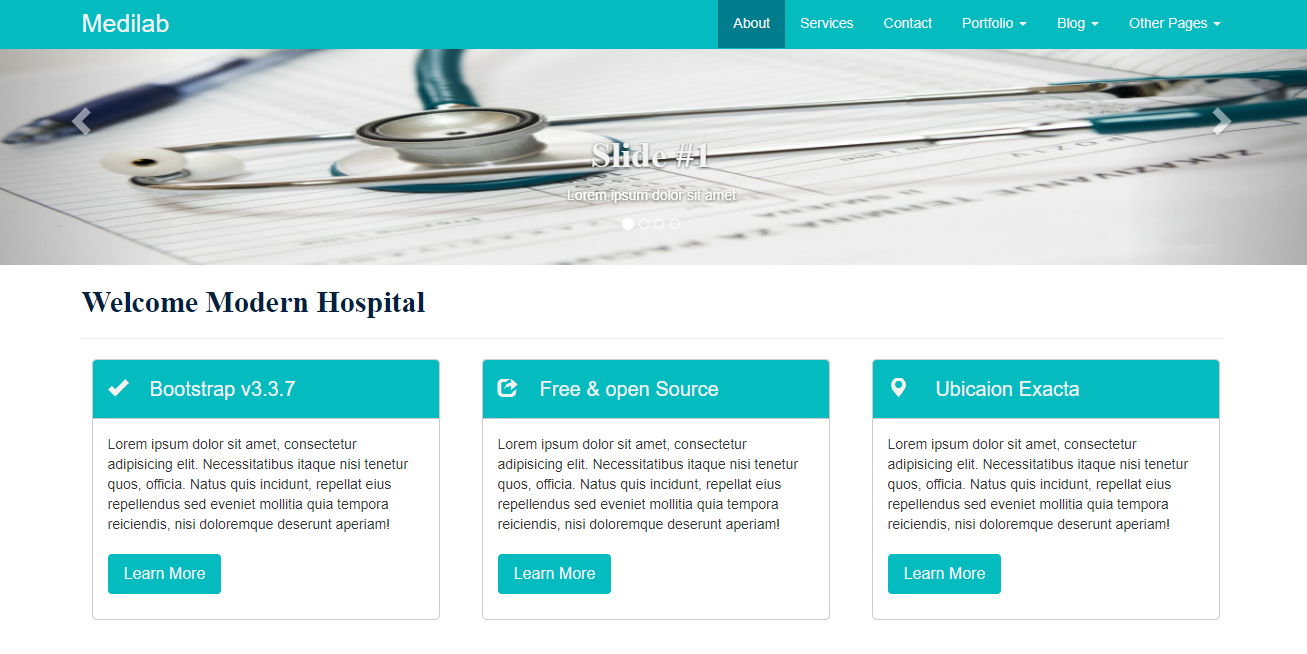 Medilab
About Services Contact Portfolio Blog Other Pages
ZAKAZIVANJE TERMINA ZA
Slide #1
Lorem ipsum dolor sit amet
Welcome Modern Hospital
Bootstrap v3.3.7
Lorem ipsum dolor sit amet, consectetur
adipisicing elit. Necessitatibus itaque nisi tenetur
quos, officia. Natus quis incidunt, repellat eius
repellendus sed eveniet mollitia quia tempora
reiciendis, nisi doloremque deserunt aperiam!
Learn More
Free & open Source
Lorem ipsum dolor sit amet, consectetur
adipisicing elit. Necessitatibus itaque nisi tenetur
quos, officia. Natus quis incidunt, repellat eius
repellendus sed eveniet mollitia quia tempora
reiciendis, nisi doloremque deserunt aperiam!
Learn More
Ubicaion Exacta
Lorem ipsum dolor sit amet, consectetur
adipisicing elit. Necessitatibus itaque nisi tenetur
quos, officia. Natus quis incidunt, repellat eius
repellendus sed eveniet mollitia quia tempora
reiciendis, nisi doloremque deserunt aperiam!
Learn More